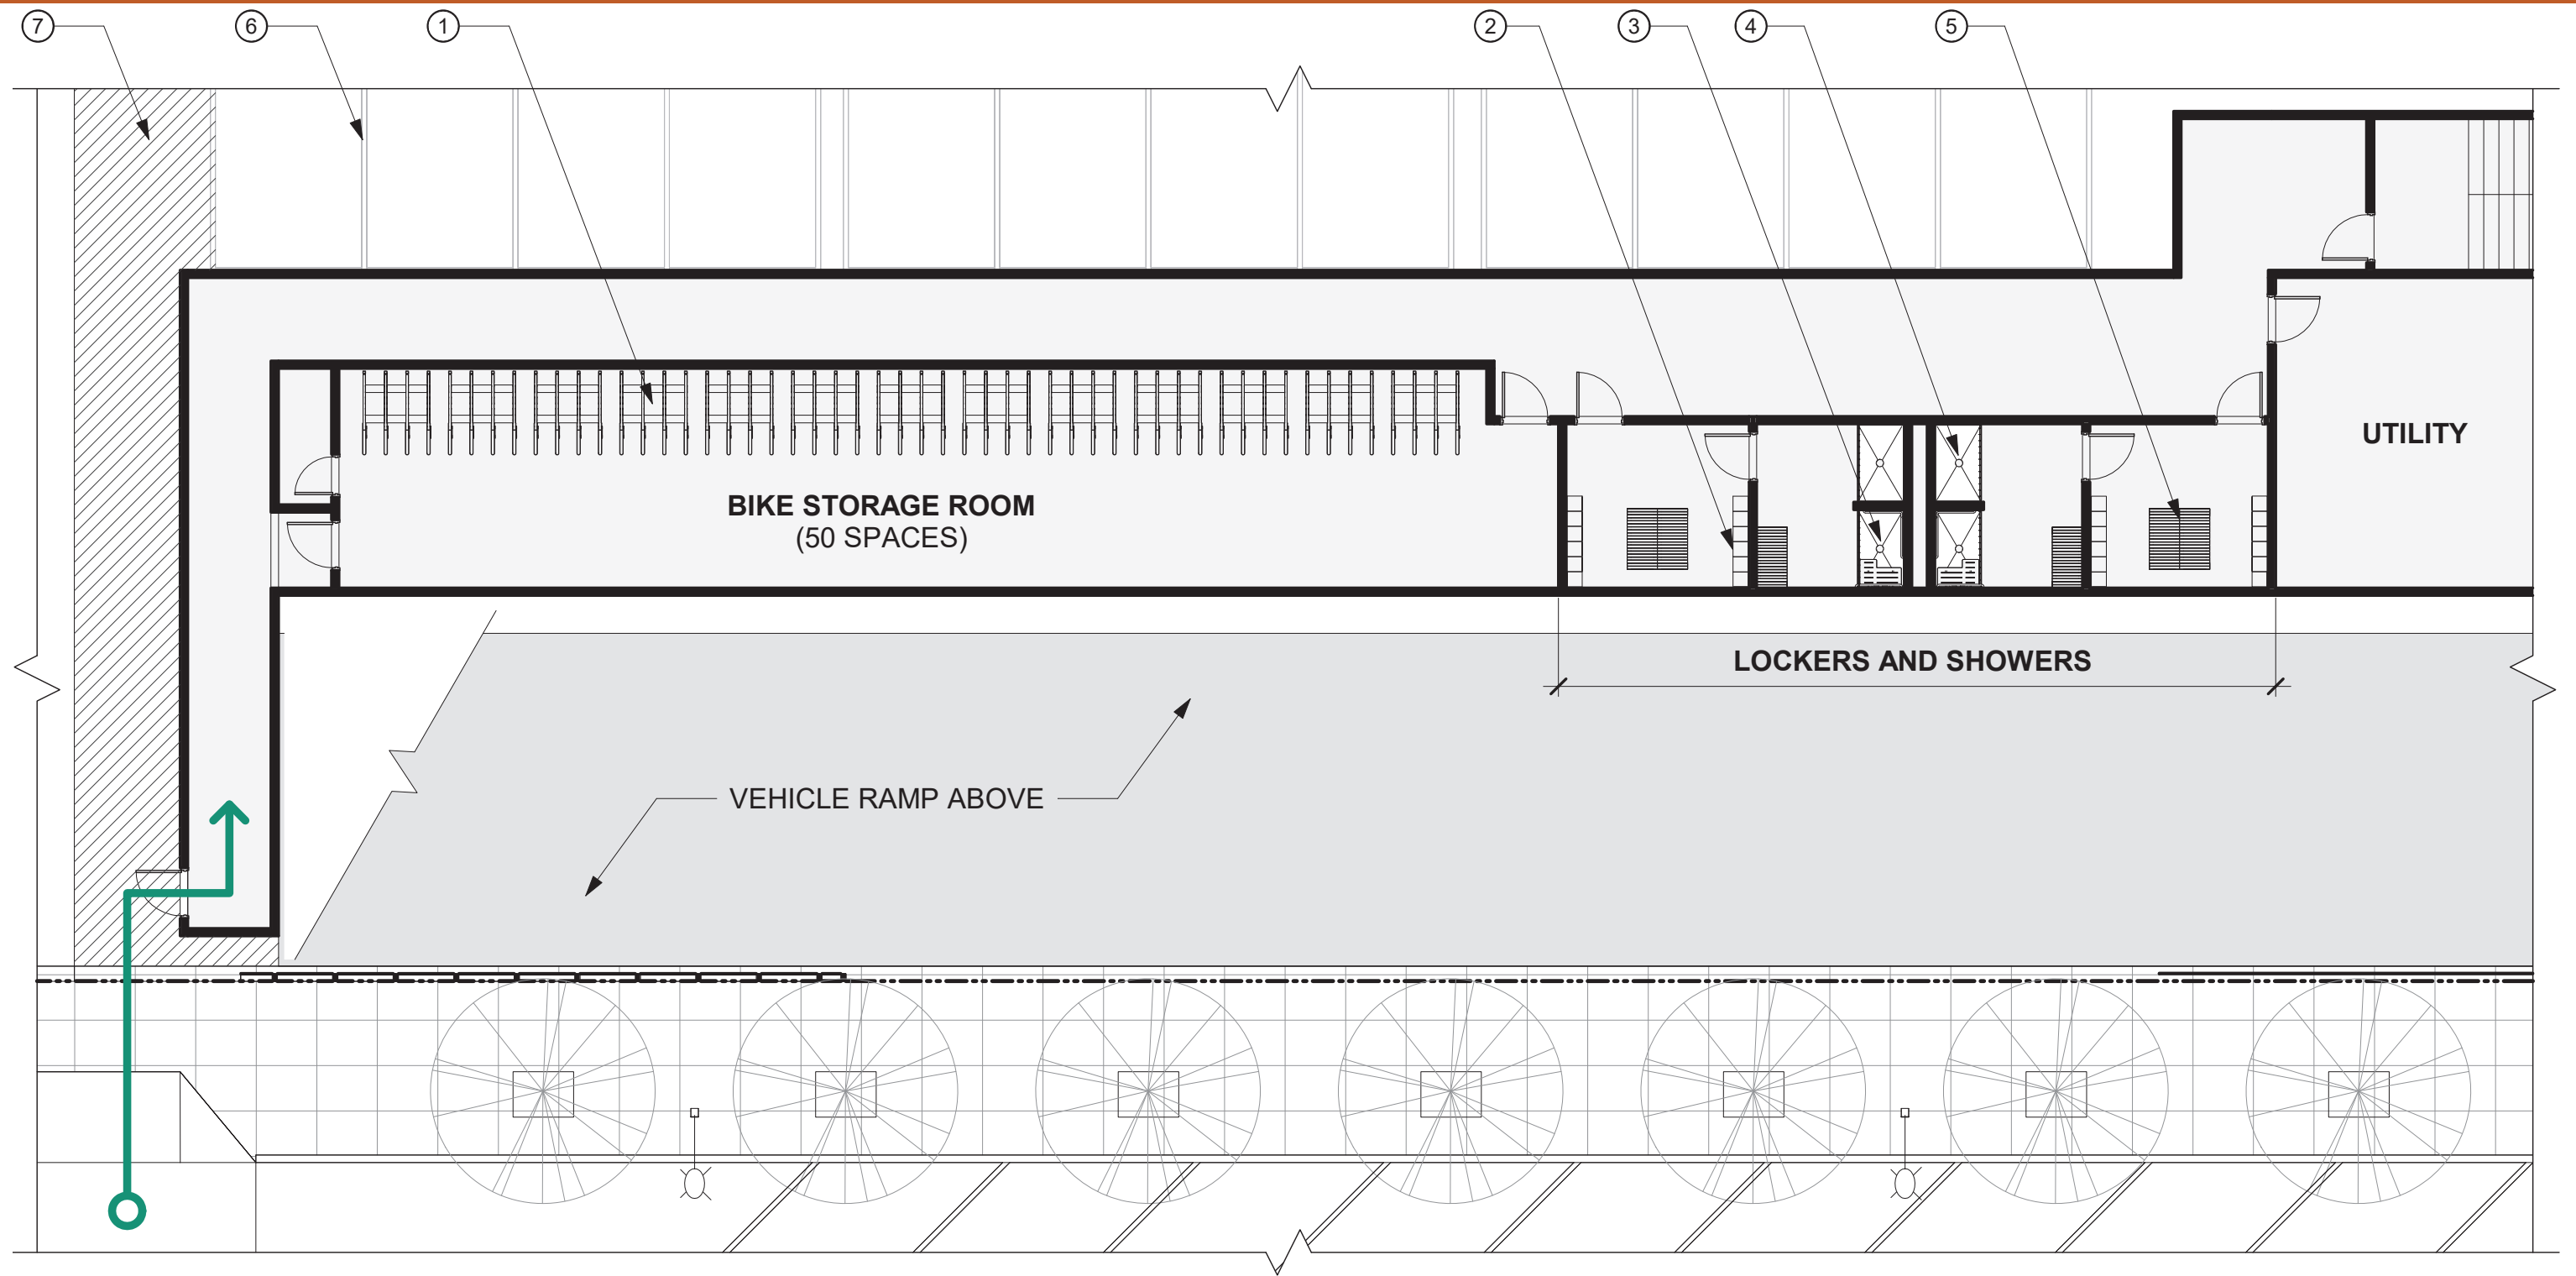 7
6
1
2
3
4
5
UTILITY
BIKE STORAGE ROOM
(50 SPACES)
LOCKERS AND SHOWERS
VEHICLE RAMP ABOVE